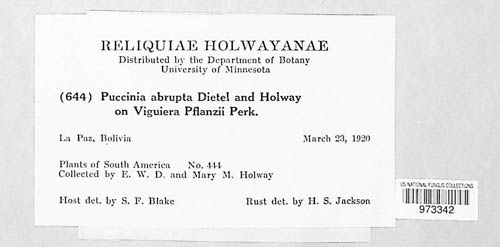 RELIQUIAE HOLWAYANAE
Distributed by the Department of Botany
University of Minnesota
(644) Puccinia abrupta Dietel and Holway
on Viguiera Pflanzii Perk.
La Paz, Bolivia March 23, 1920
Plants of South America No. 444
Collected by E. W. D. and Mary M. Holway
Host det. by S. F. Blake Rust det. by H. S. Jackson
US NATIONAL FUNGUS COLLECTIONS
973342